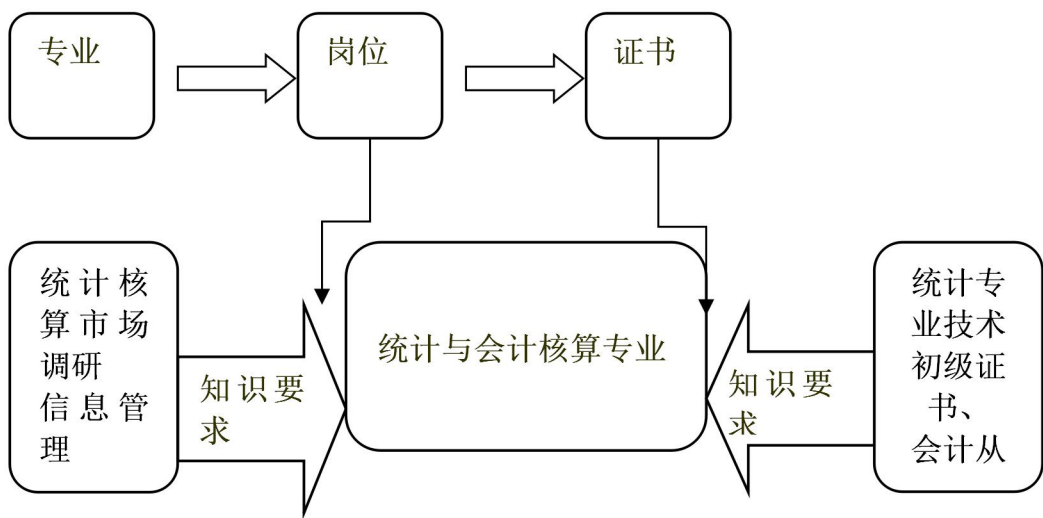 专业
岗位
证书
统计核
算市场
调研
信息管
理
知识要
求
统计与会计核算专业
知识要
求
统计专
业技术
初级证
书、
会计从